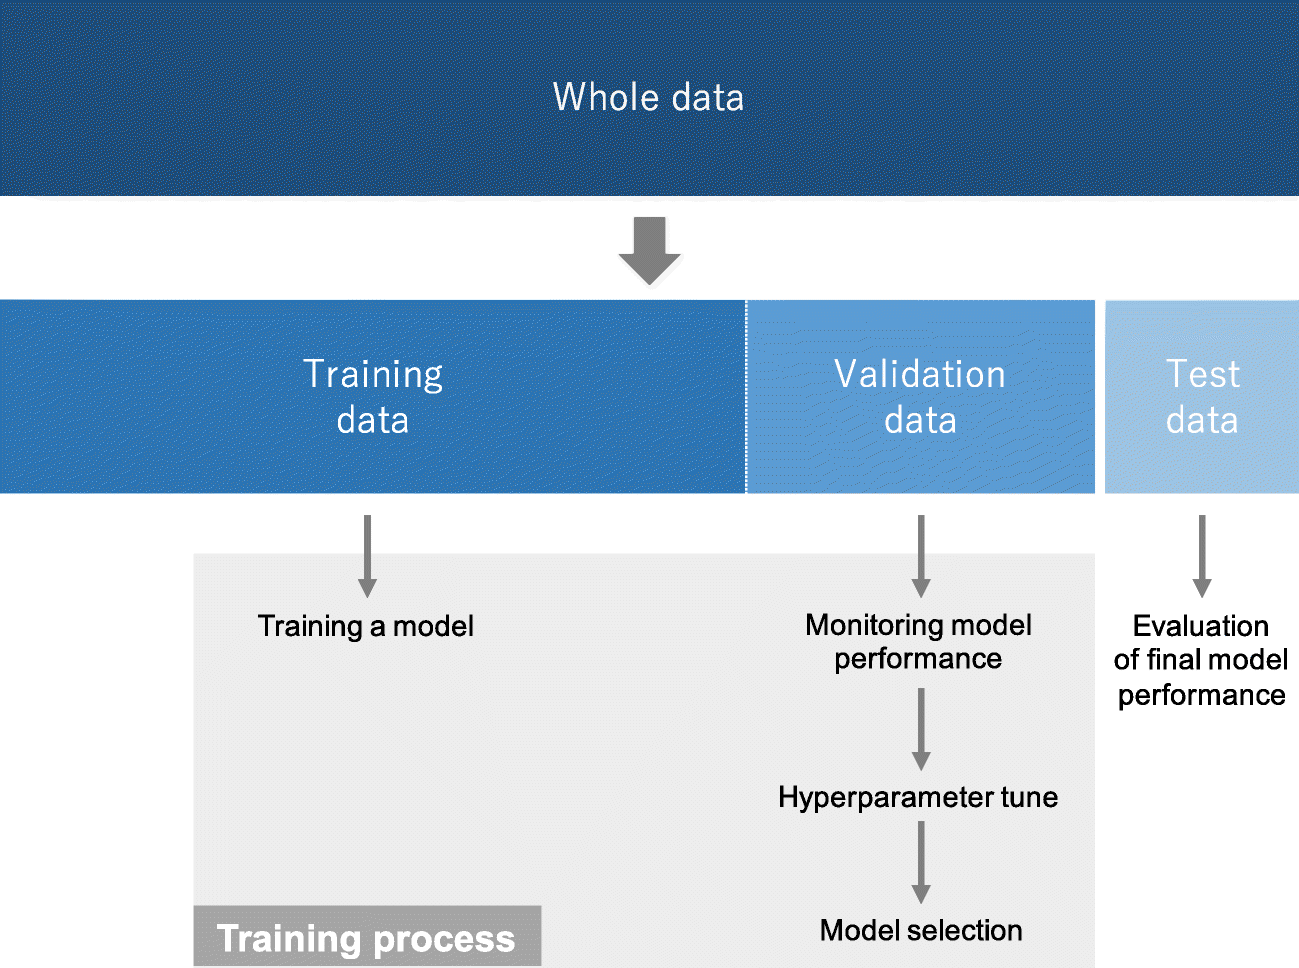 Whole data
Training
data
Validation
data
Test
data
Training a model
Monitoring model
performance
Hyperparameter tune
Model selection
Evaluation
of final model
performance
Training process